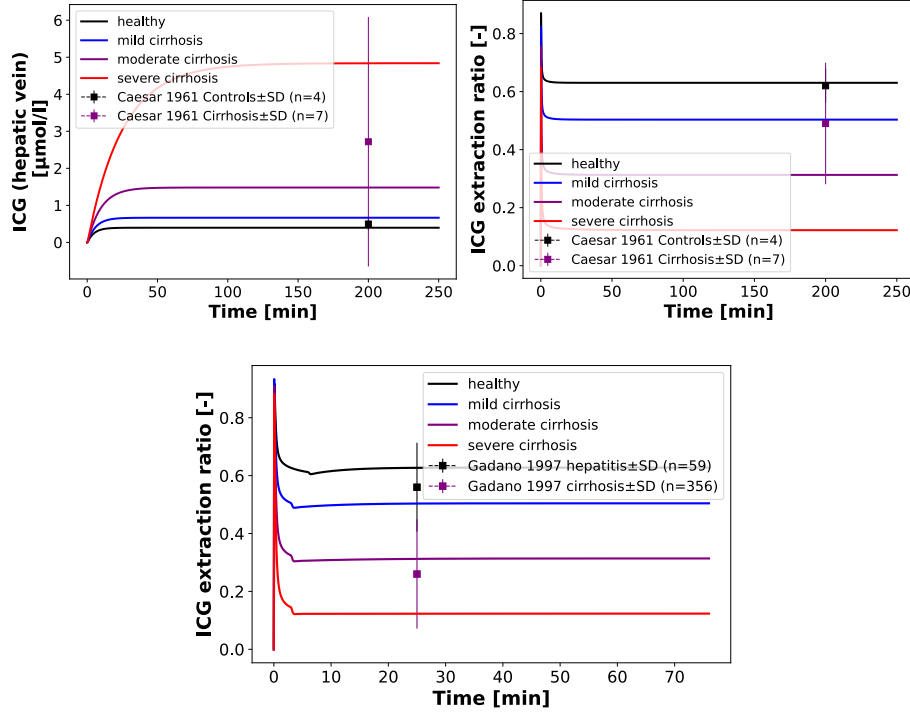 ICG (hepatic vein)
[µmol/l]
6
5
4
3
2
1
0
healthy
mild cirrhosis
moderate cirrhosis
severe cirrhosis
Caesar 1961 Controls±SD (n=4)
Caesar 1961 Cirrhosis±SD (n=7)
0 50 100 150 200 250
Time [min]
ICG extraction ratio [-]
0.8
0.6
0.4
0.2
0.0
healthy
mild cirrhosis
moderate cirrhosis
severe cirrhosis
Caesar 1961 Controls±SD (n=4)
Caesar 1961 Cirrhosis±SD (n=7)
0 50 100 150 200 250
Time [min]
ICG extraction ratio [-]
0.8
0.6
0.4
0.2
0.0
healthy
mild cirrhosis
moderate cirrhosis
severe cirrhosis
Gadano 1997 hepatitis±SD (n=59)
Gadano 1997 cirrhosis±SD (n=356)
0 10 20 30 40 50 60 70
Time [min]